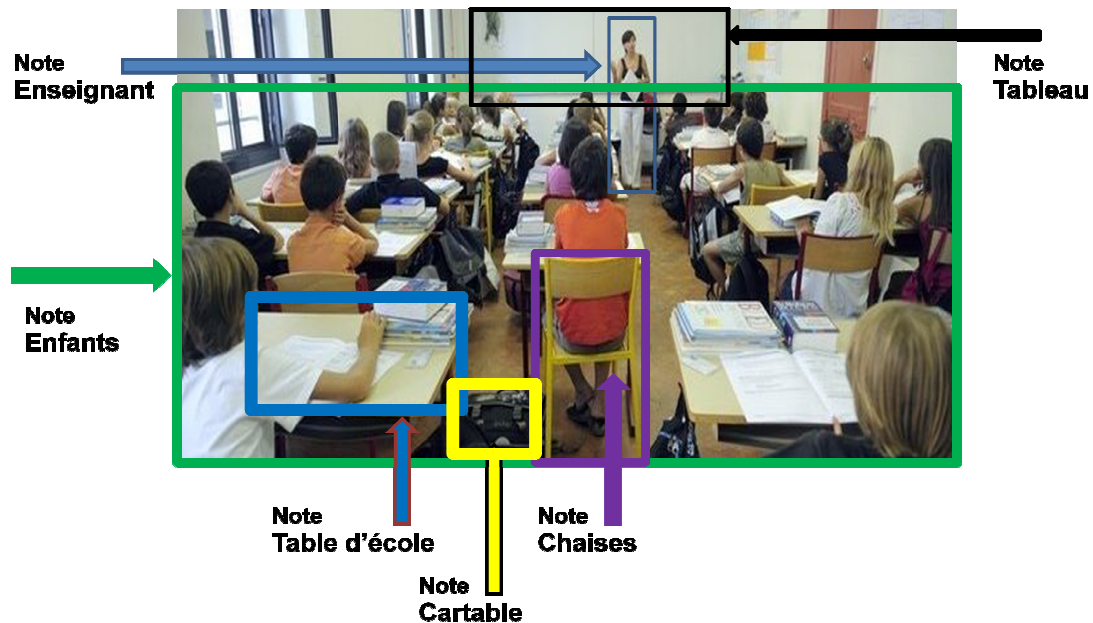 Note
Enseignant
Note
Tableau
Note
Enfants
Note
Table d'école
Note
Chaises
Note
Cartable